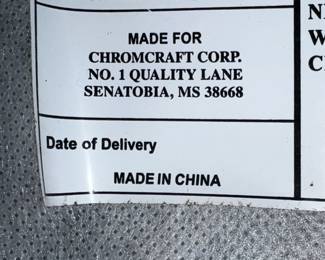 MADE FOR
CHROMCRAFT CORP.
NO. 1 QUALITY LANE
SENATOBIA, MS 38668
Date of Delivery
MADE IN CHINA